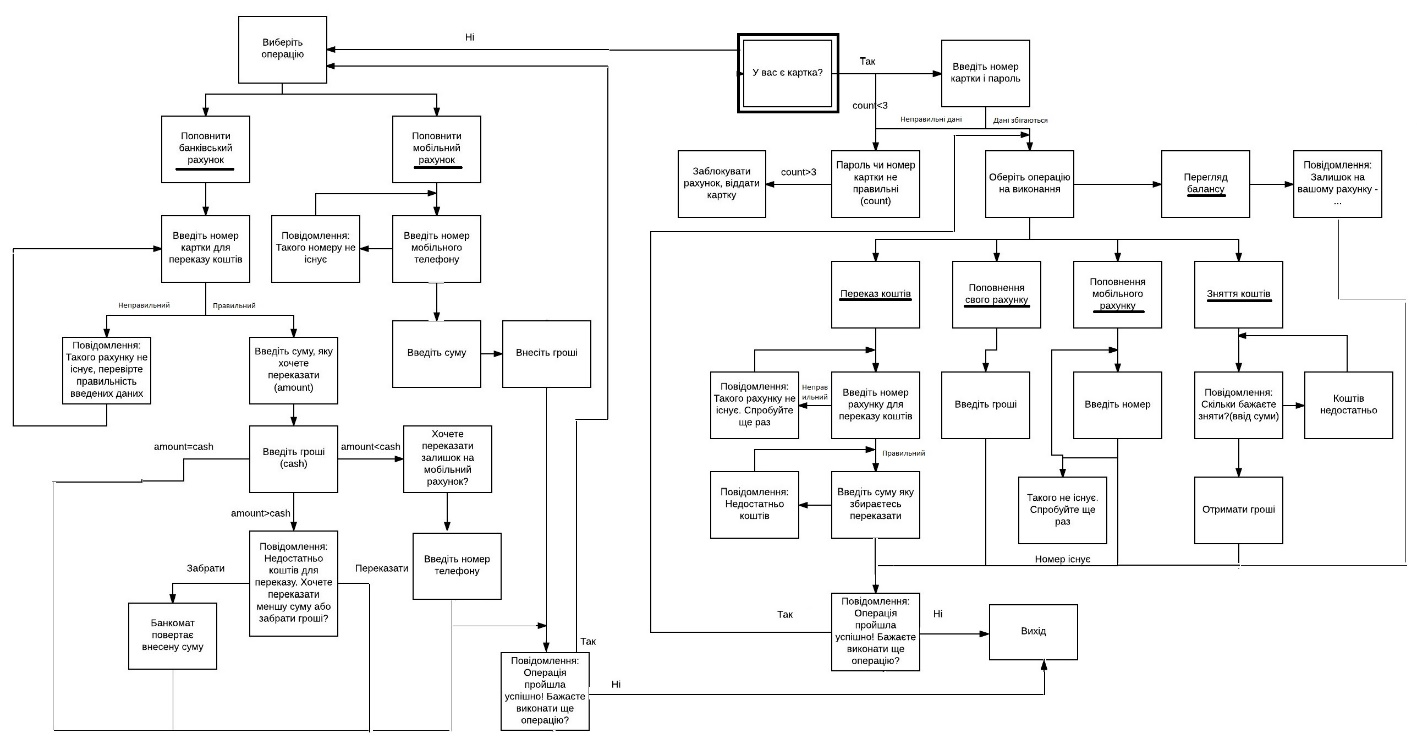 Виберіть
операцію
Ні
У вас є картка?
Так
Введіть номер
картки і пароль
count<3
Неправильні дані
Дані збігаються
Поповнити
банківський
рахунок
Поповнити
мобільний
рахунок
Заблокувати
рахунок, віддати
картку
count>3
Пароль чи номер
картки не
правильні
(count)
Оберіть операцію
на виконання
Перегляд
балансу
Повідомлення:
Залишок на
вашому рахунку -
...
Введіть номер
картки для
переказу коштів
Повідомлення:
Такого номеру не
існує
Введіть номер
мобільного
телефону
Переказ коштів
Поповнення
свого рахунку
Поповнення
мобільного
рахунку
Зняття коштів
Неправильний
Правильний
Повідомлення:
Такого рахунку не
існує, перевірте
правильність
введених даних
Введіть суму, яку
хочете
переказати
(amount)
Введіть суму
Внесіть гроші
Повідомлення:
Такого рахунку не
існує. Спробуйте
ще раз
Неправ
ильний
Введіть номер
рахунку для
переказу коштів
Введіть гроші
Введіть номер
Повідомлення:
Скільки бажаєте
зняти?(ввід суми)
Коштів
недостатньо
amount=cash
Введіть гроші
(cash)
amount<cash
Хочете
переказати
залишок на
мобільний
рахунок?
Правильний
Повідомлення:
Недостатньо
коштів
Введіть суму яку
збираєтесь
переказати
Такого не існує.
Спробуйте ще
раз
Отримати гроші
amount>cash
Повідомлення:
Недостатньо
коштів для
переказу. Хочете
переказати
меншу суму або
забрати гроші?
Забрати
Переказати
Введіть номер
телефону
Номер існує
Банкомат
повертає
внесену суму
Так
Повідомлення:
Операція
пройшла
успішно! Бажаєте
виконати ще
операцію?
Ні
Вихід
Так
Повідомлення:
Операція
пройшла
успішно! Бажаєте
виконати ще
операцію?
Ні